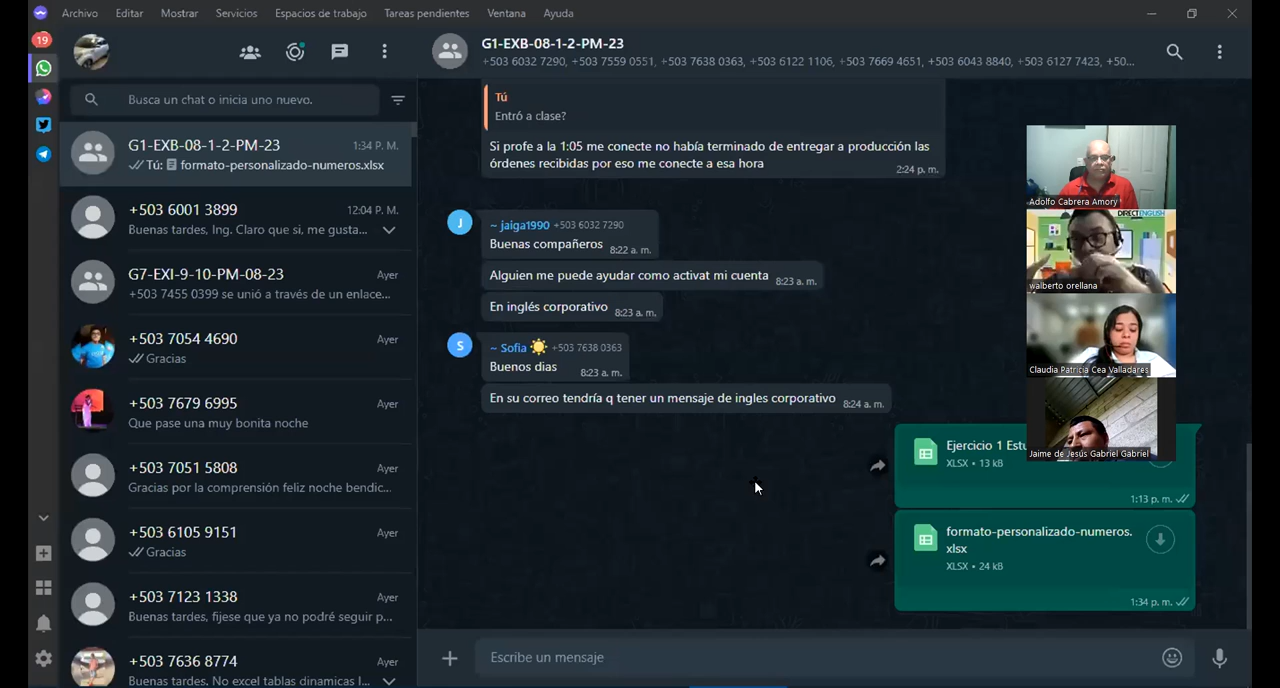 Archivo Editar Mostrar Servicios Espacios de trabajo Tareas pendientes Ventana Ayuda
19
Busca un chat o inicia uno nuevo.
G1-EXB-08-1-2-PM-23 1:34 P. M.
Tú: formato-personalizado-numeros.xlsx
+503 6001 3899 12:04 P. M.
Buenas tardes, Ing. Claro que si, me gusta...
G7-EXI-9-10-PM-08-23 Ayer
+503 7455 0399 se unió a través de un enlace...
+503 7054 4690 Ayer
Gracias
+503 7679 6995 Ayer
Que pase una muy bonita noche
+503 7051 5808 Ayer
Gracias por la comprensión feliz noche bendic...
+503 6105 9151 Ayer
Gracias
+503 7123 1338 Ayer
Buenas tardes, fijese que ya no podré seguir p...
+503 7636 8774 Ayer
Buenas tardes. No excel tablas dinamicas l...
G1-EXB-08-1-2-PM-23
+503 6032 7290, +503 7559 0551, +503 7638 0363, +503 6122 1106, +503 7669 4651, +503 6043 8840, +503 6127 7423, +50...
Tú
Entró a clase?
Si profe a la 1:05 me conecte no había terminado de entregar a producción las
órdenes recibidas por eso me conecte a esa hora
2:24 p. m.
J
~ jaiga1990 +503 6032 7290
Buenas compañeros 8:22 a. m.
Alguien me puede ayudar como activat mi cuenta 8:23 a. m.
En inglés corporativo 8:23 a. m.
S
~ Sofia ☀️ +503 7638 0363
Buenos dias 8:23 a. m.
En su correo tendría q tener un mensaje de ingles corporativo 8:24 a. m.
Ejercicio 1 Estu
XLSX • 13 kB
1:13 p. m.
formato-personalizado-numeros.
xlsx
XLSX • 24 kB
1:34 p. m.
Escribe un mensaje
Adolfo Cabrera Amory
DIRECTENGLISH
walberto orellana
Claudia Patricia Cea Valladares
Jaime de Jesús Gabriel Gabriel